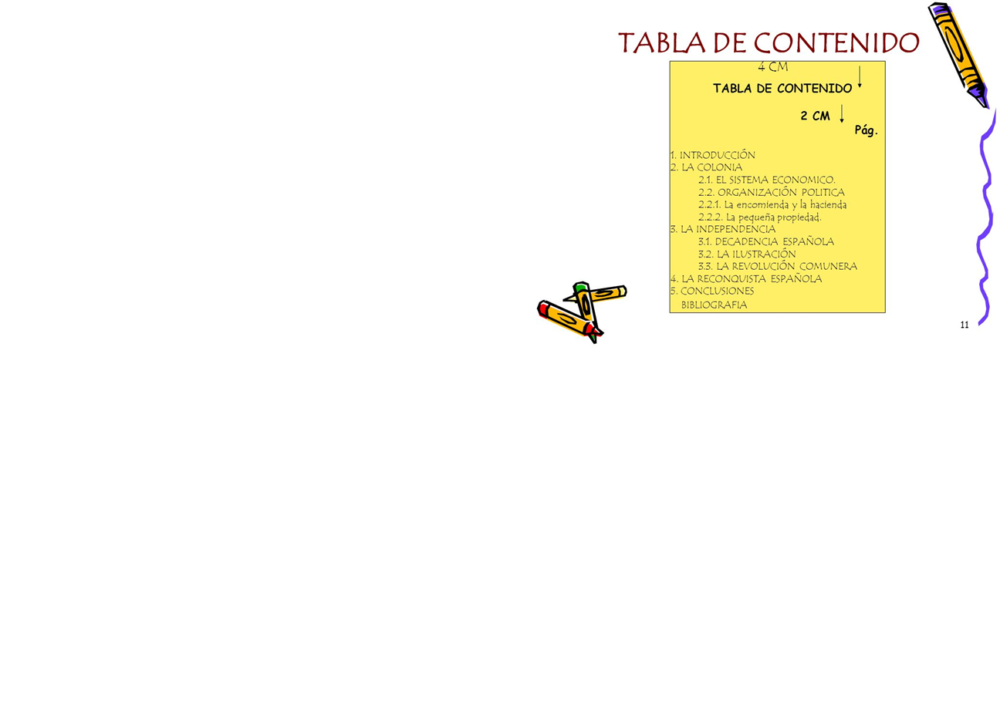 TABLA DE CONTENIDO
4 CM
TABLA DE CONTENIDO
2 CM
Pág.
1. INTRODUCCIÓN
2. LA COLONIA
2.1. EL SISTEMA ECONOMICO.
2.2. ORGANIZACIÓN POLITICA
2.2.1. La encomienda y la hacienda
2.2.2. La pequeña propiedad.
3. LA INDEPENDENCIA
3.1. DECADENCIA ESPAÑOLA
3.2. LA ILUSTRACIÓN
3.3. LA REVOLUCIÓN COMUNERA
4. LA RECONQUISTA ESPAÑOLA
5. CONCLUSIONES
BIBLIOGRAFIA
11